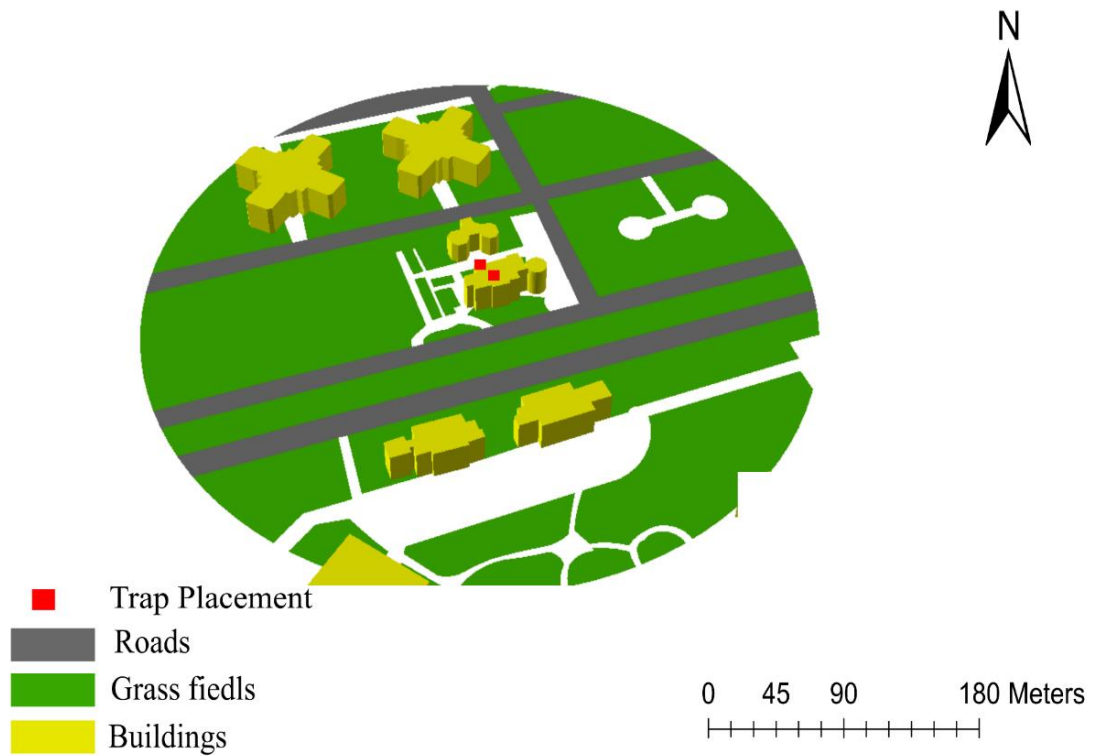 N
Trap Placement
Roads
Grass fiedls
Buildings
0 45 90 180 Meters